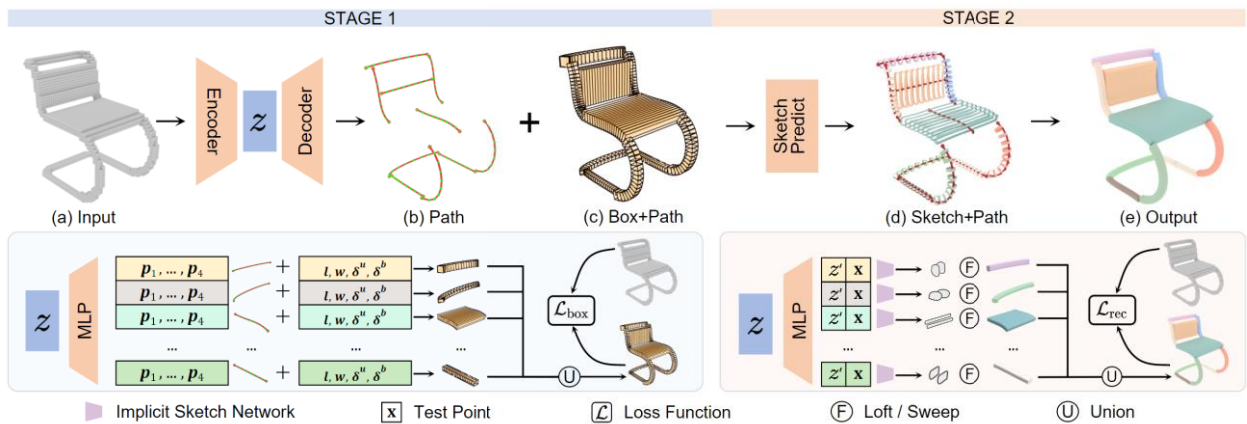 STAGE 1 STAGE 2
Encoder z Decoder Sketch Predict
(a) Input (b) Path (c) Box+Path (d) Sketch+Path (e) Output
z MLP
p₁, ..., p₄ + l, w, δᵘ, δᵇ
p₁, ..., p₄ + l, w, δᵘ, δᵇ
p₁, ..., p₄ + l, w, δᵘ, δᵇ
... ... ... ...
p₁, ..., p₄ + l, w, δᵘ, δᵇ
U
ℒbox
z MLP
z′ x F
z′ x F
z′ x F
... ... ...
z′ x F
U
ℒrec
Implicit Sketch Network x Test Point ℒ Loss Function F Loft / Sweep U Union